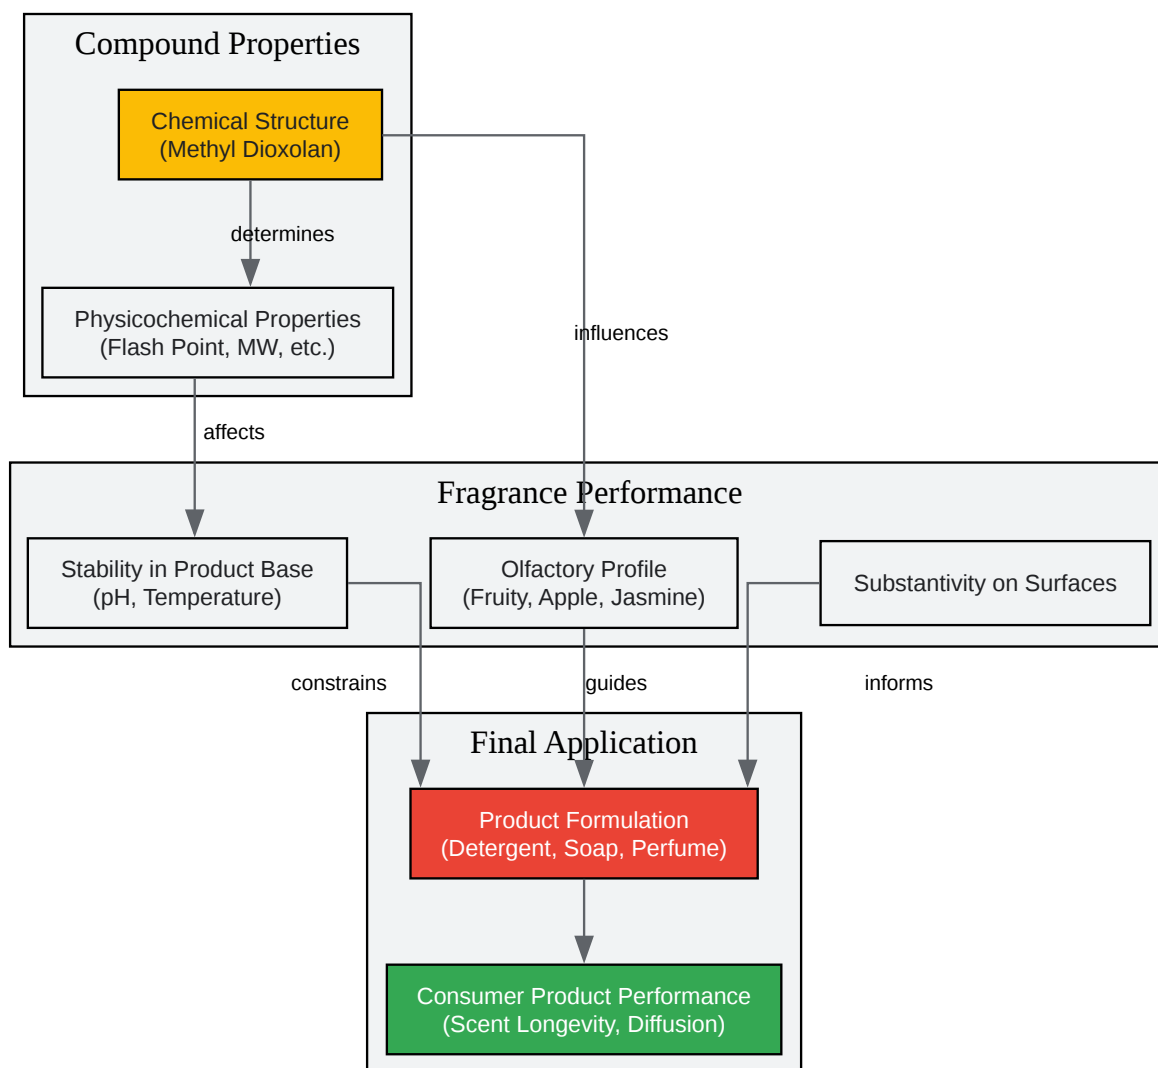 Compound Properties
Chemical Structure
(Methyl Dioxolan)
determines
Physicochemical Properties
(Flash Point, MW, etc.)
influences
affects
Fragrance Performance
Stability in Product Base
(pH, Temperature)
Olfactory Profile
(Fruity, Apple, Jasmine)
Substantivity on Surfaces
constrains
guides
informs
Final Application
Product Formulation
(Detergent, Soap, Perfume)
Consumer Product Performance
(Scent Longevity, Diffusion)